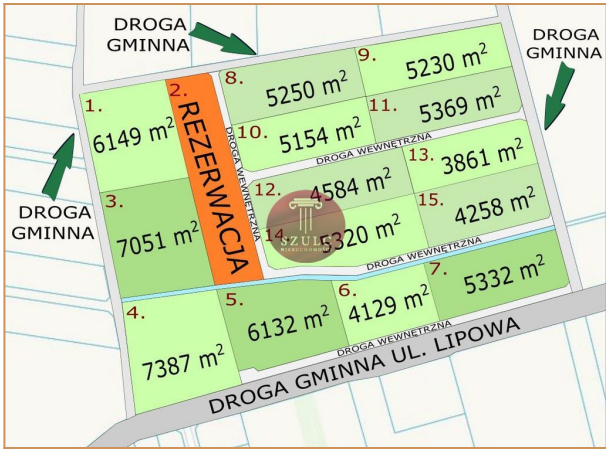 DROGA
GMINNA
DROGA
GMINNA
DROGA
GMINNA
1.
6149 m²
2.
REZERWACJA
3.
7051 m²
4.
7387 m²
5.
6132 m²
6.
4129 m²
7.
5332 m²
8.
5250 m²
9.
5230 m²
10.
5154 m²
11.
5369 m²
12.
4584 m²
13.
3861 m²
14.
5320 m²
15.
4258 m²
DROGA WEWNĘTRZNA
DROGA WEWNĘTRZNA
DROGA WEWNĘTRZNA
DROGA WEWNĘTRZNA
DROGA GMINNA UL. LIPOWA
SZULC
NIERUCHOMOŚCI